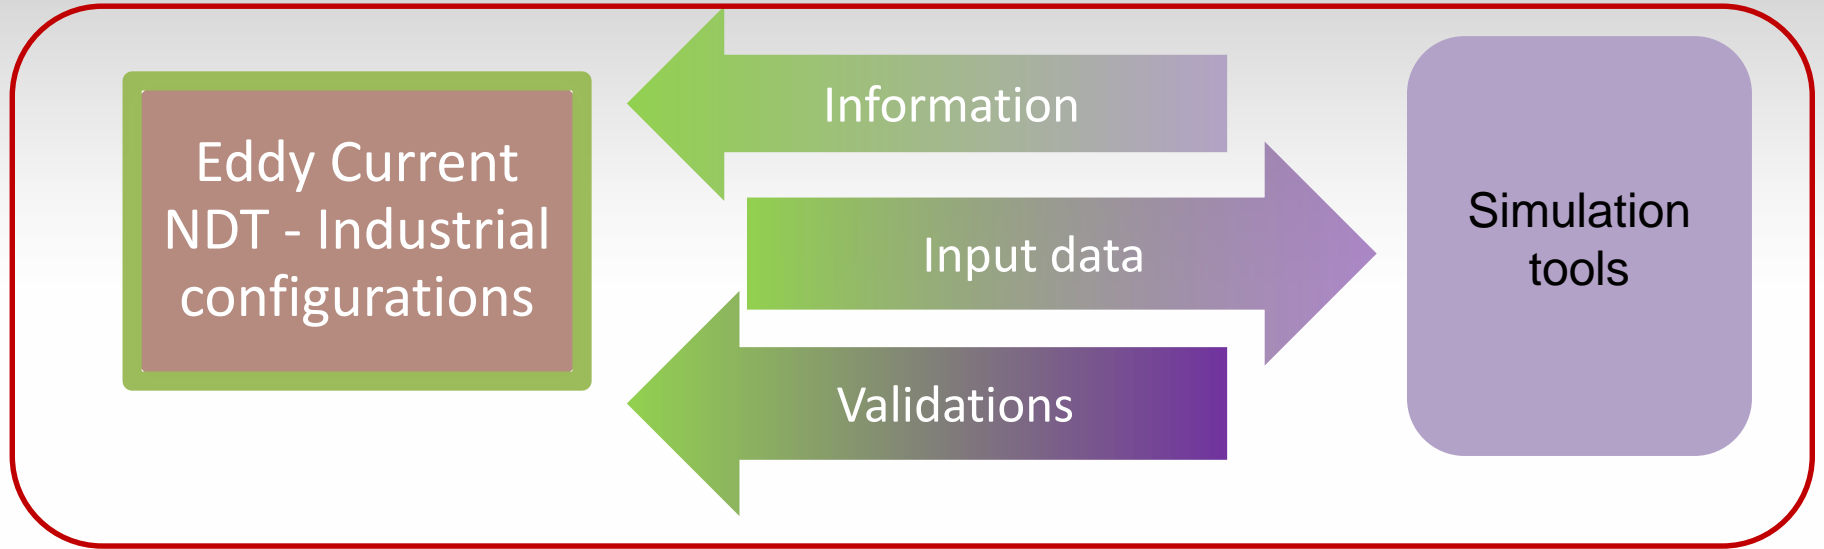 Eddy Current
NDT - Industrial
configurations
Information
Input data
Validations
Simulation
tools